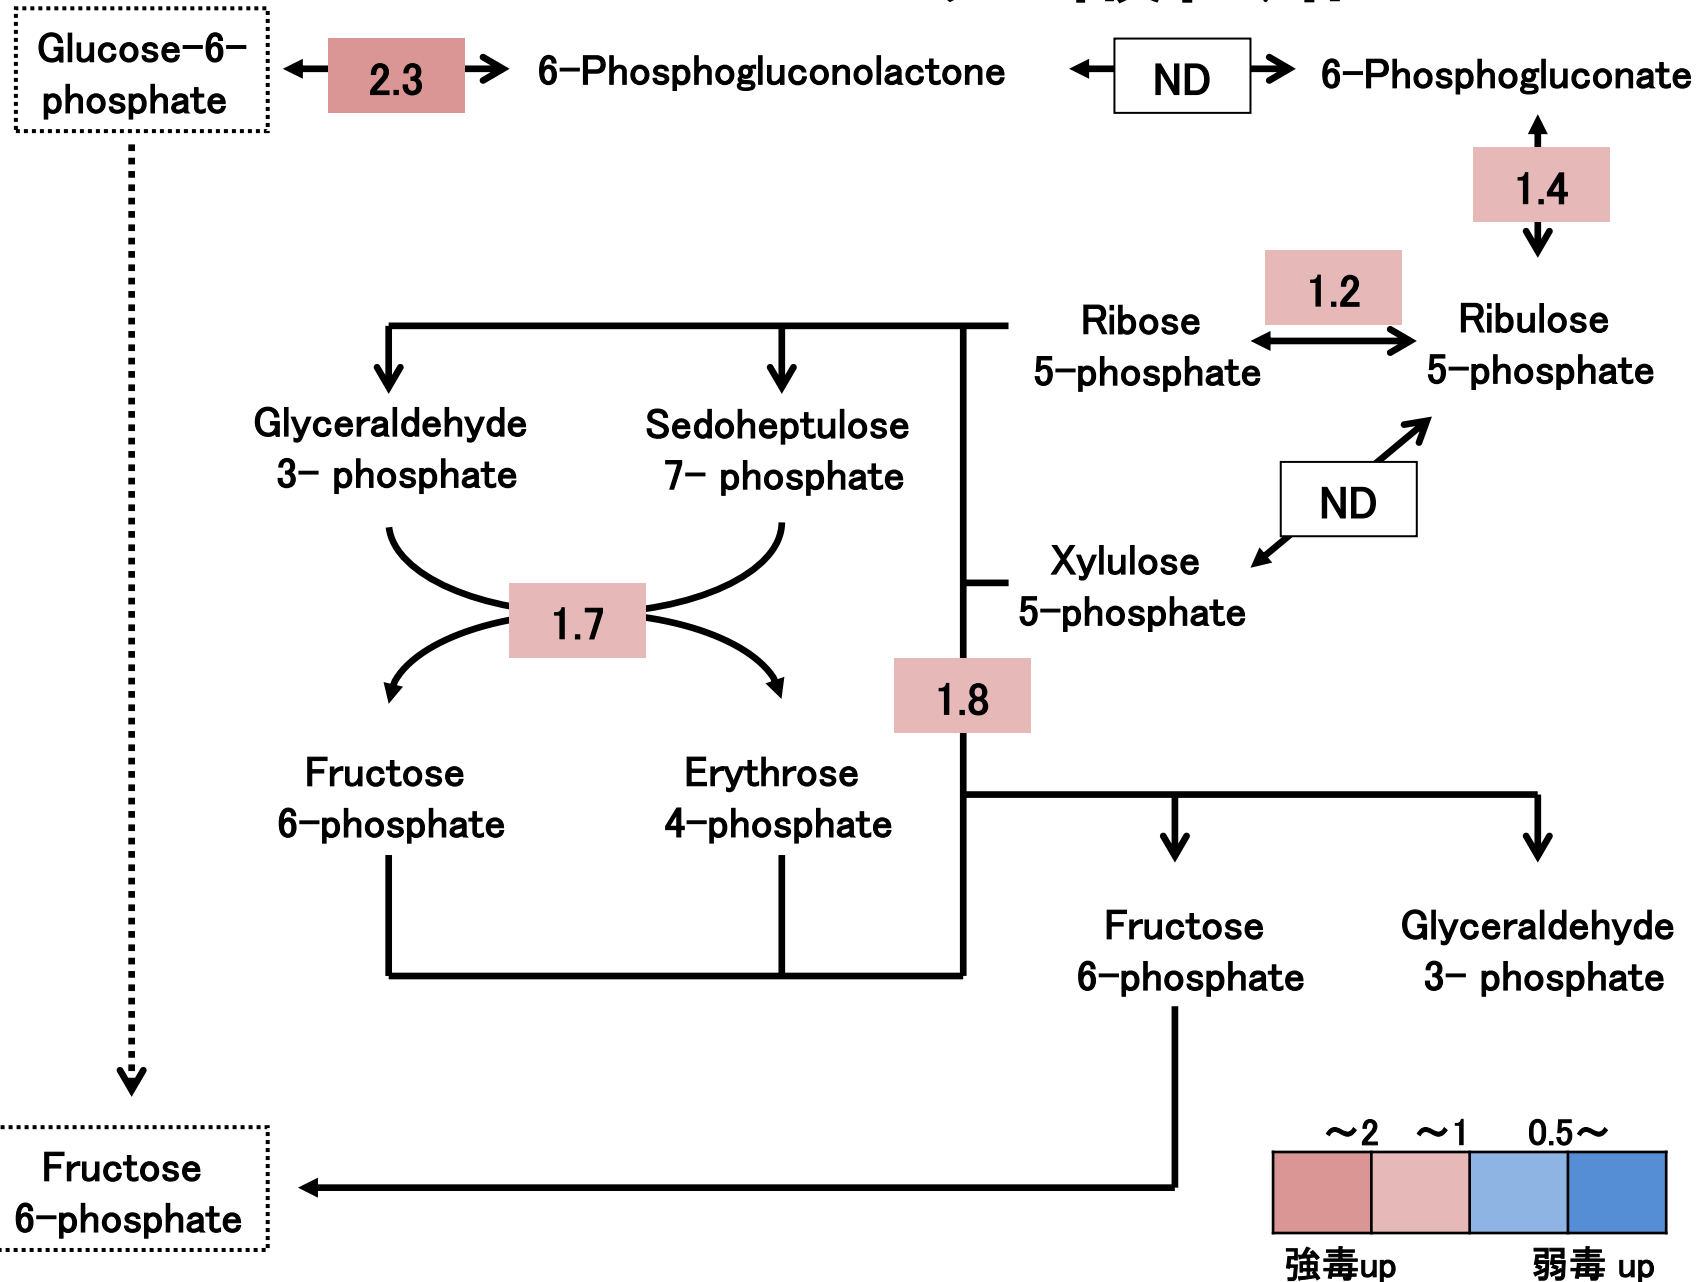 Glucose-6-
phosphate
2.3
6-Phosphogluconolactone
ND
6-Phosphogluconate
1.4
1.2
Ribose
5-phosphate
Ribulose
5-phosphate
Glyceraldehyde
3- phosphate
Sedoheptulose
7- phosphate
ND
Xylulose
5-phosphate
1.7
1.8
Fructose
6-phosphate
Erythrose
4-phosphate
Fructose
6-phosphate
Glyceraldehyde
3- phosphate
Fructose
6-phosphate
～2 ～1 0.5～
強毒up 弱毒 up